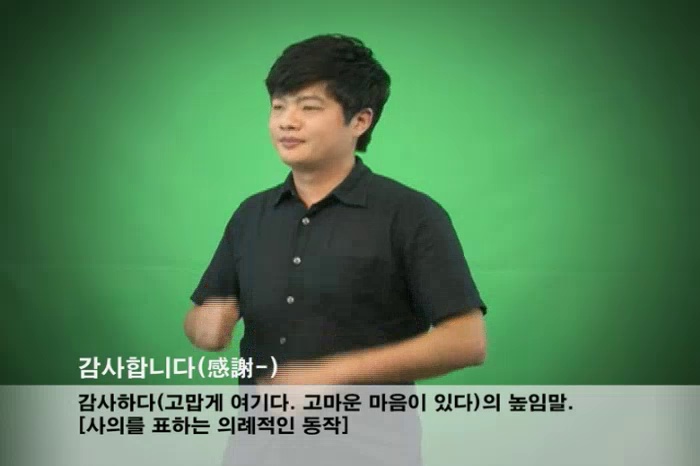 감사합니다(感謝-)
감사하다(고맙게 여기다. 고마운 마음이 있다)의 높임말.
[사의를 표하는 의례적인 동작]